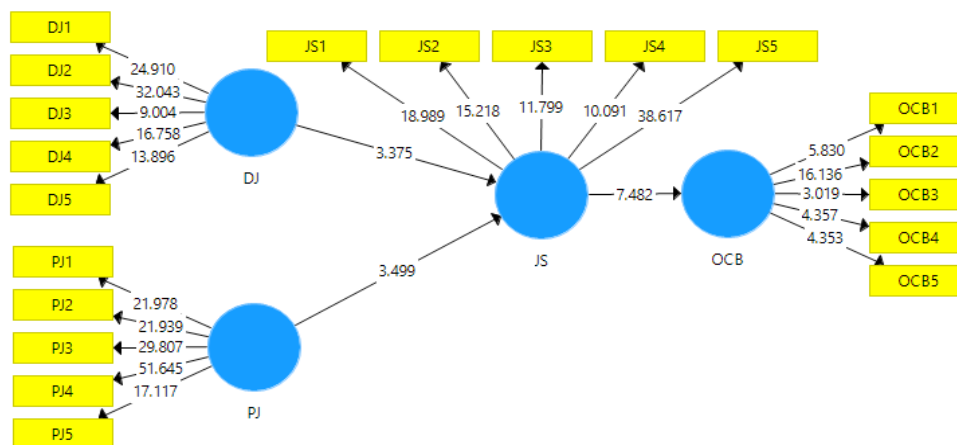 DJ1
DJ2
DJ3
DJ4
DJ5
24.910
32.043
9.004
16.758
13.896
DJ
JS1
JS2
JS3
JS4
JS5
18.989
15.218
11.799
10.091
38.617
3.375
JS
7.482
OCB
5.830
16.136
3.019
4.357
4.353
OCB1
OCB2
OCB3
OCB4
OCB5
3.499
PJ1
PJ2
PJ3
PJ4
PJ5
21.978
21.939
29.807
51.645
17.117
PJ